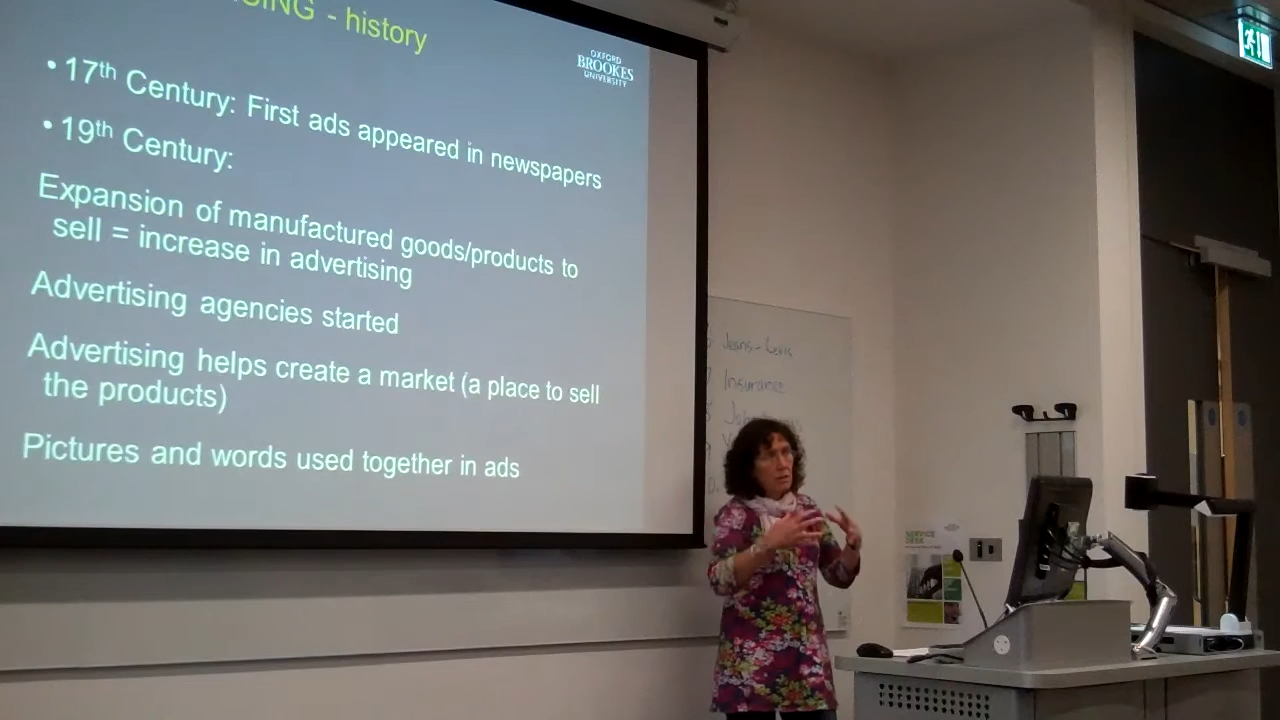 - history
OXFORD
BROOKES
UNIVERSITY
• 17th Century: First ads appeared in newspapers
• 19th Century:
Expansion of manufactured goods/products to
sell = increase in advertising
Advertising agencies started
Advertising helps create a market (a place to sell
the products)
Pictures and words used together in ads
Jeans - Levis
Insurance
SERVICE
DESK